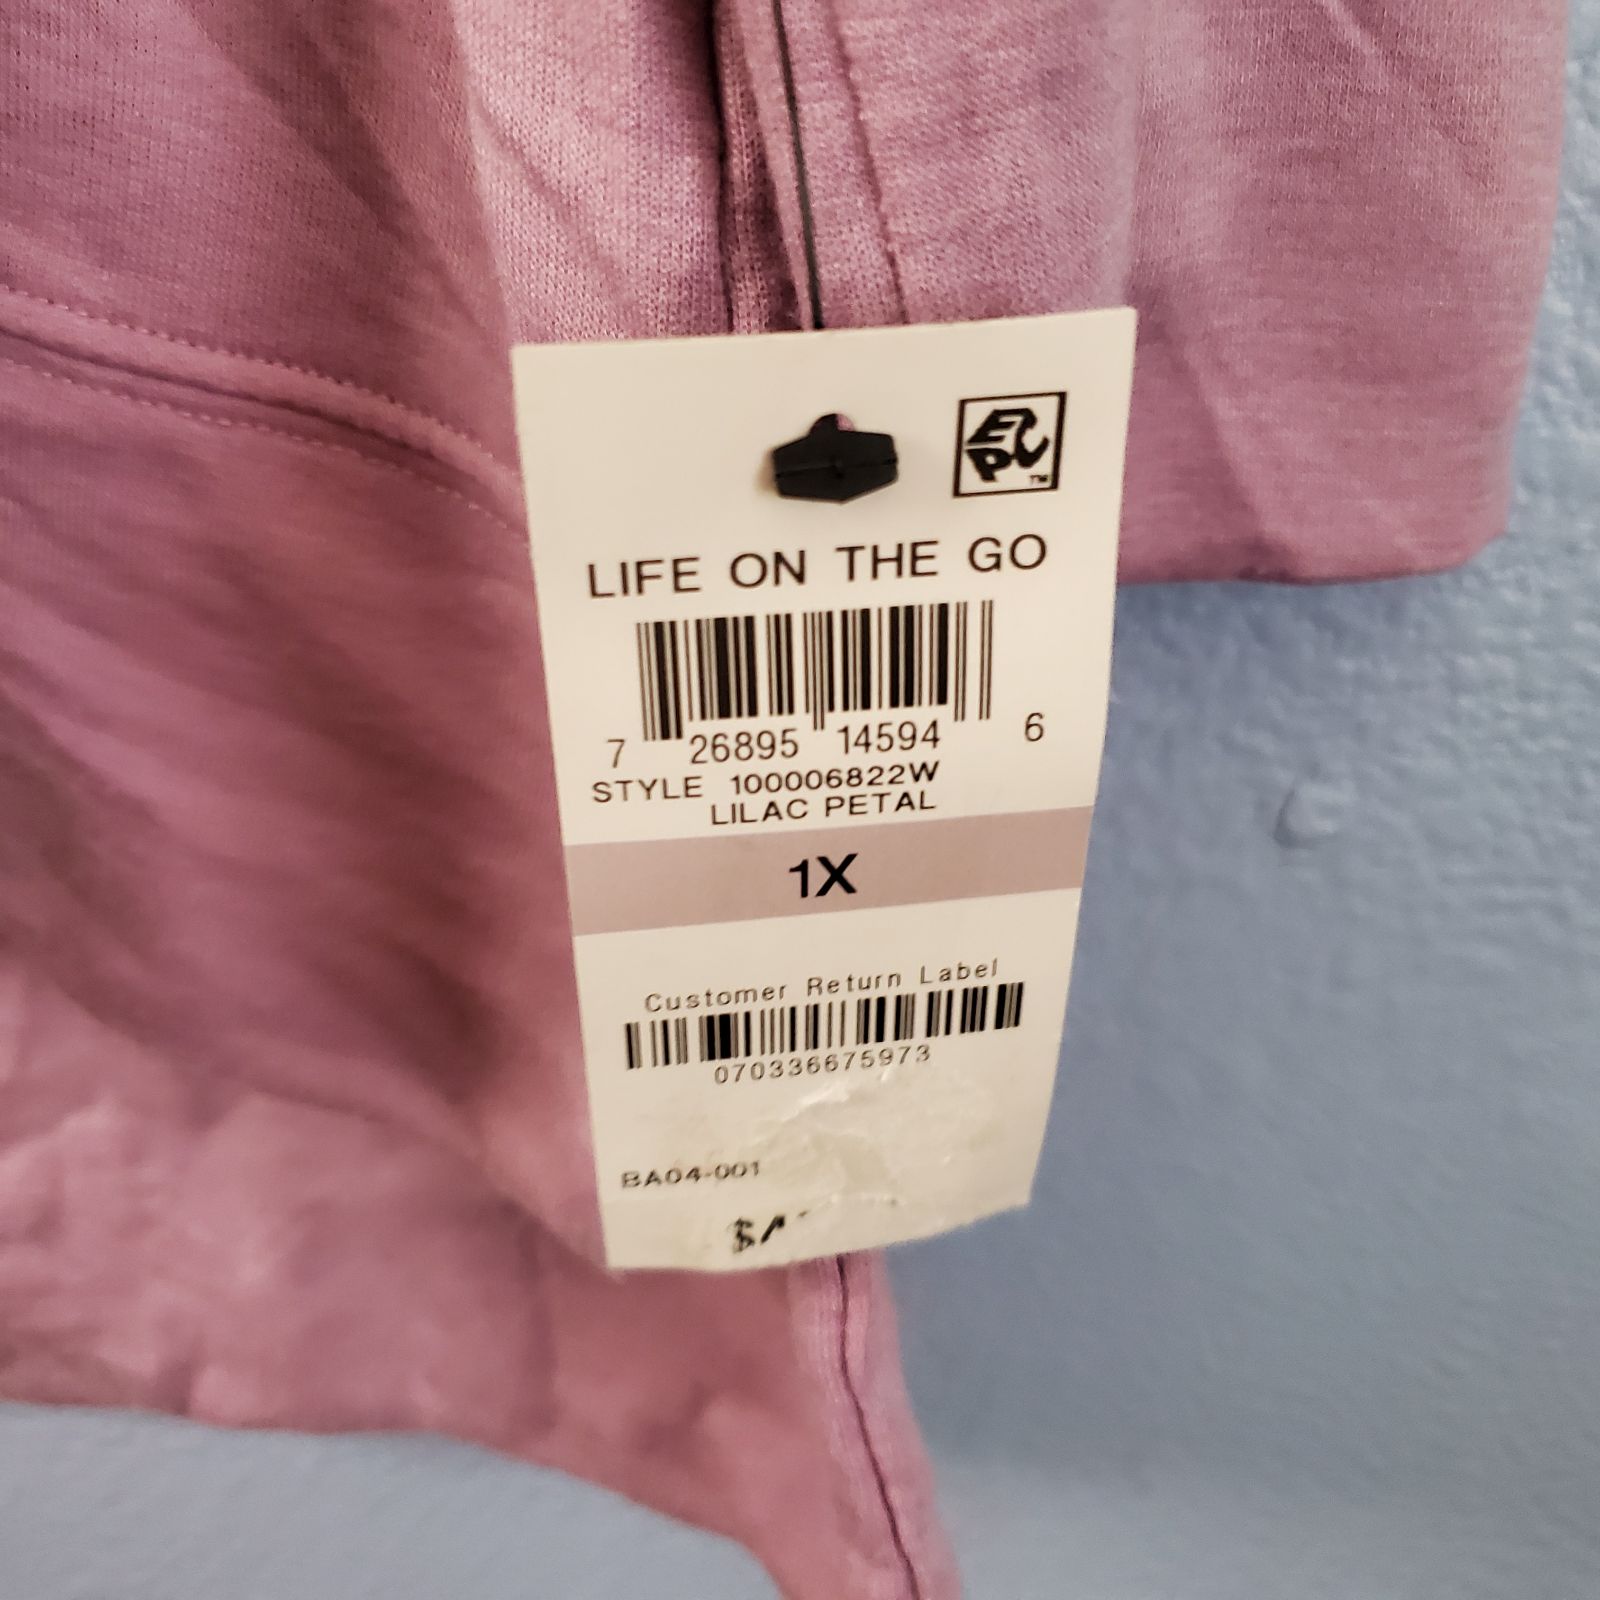 EPC™
LIFE ON THE GO
7 26895 14594 6
STYLE 100006822W
LILAC PETAL
1X
Customer Return Label
070336675973
BA04-001
$